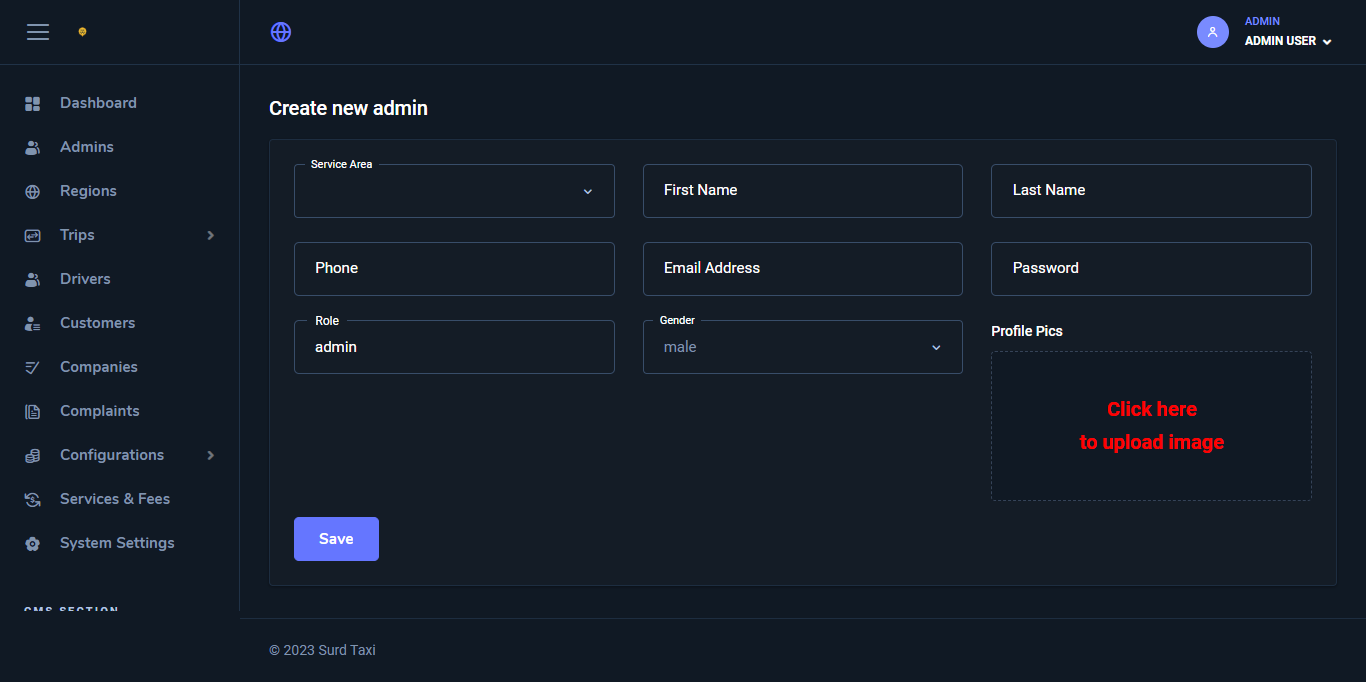 ADMIN
ADMIN USER
Dashboard
Admins
Regions
Trips
Drivers
Customers
Companies
Complaints
Configurations
Services & Fees
System Settings
CMS SECTION
Create new admin
Service Area
First Name
Last Name
Phone
Email Address
Password
Role
admin
Gender
male
Profile Pics
Click here
to upload image
Save
© 2023 Surd Taxi